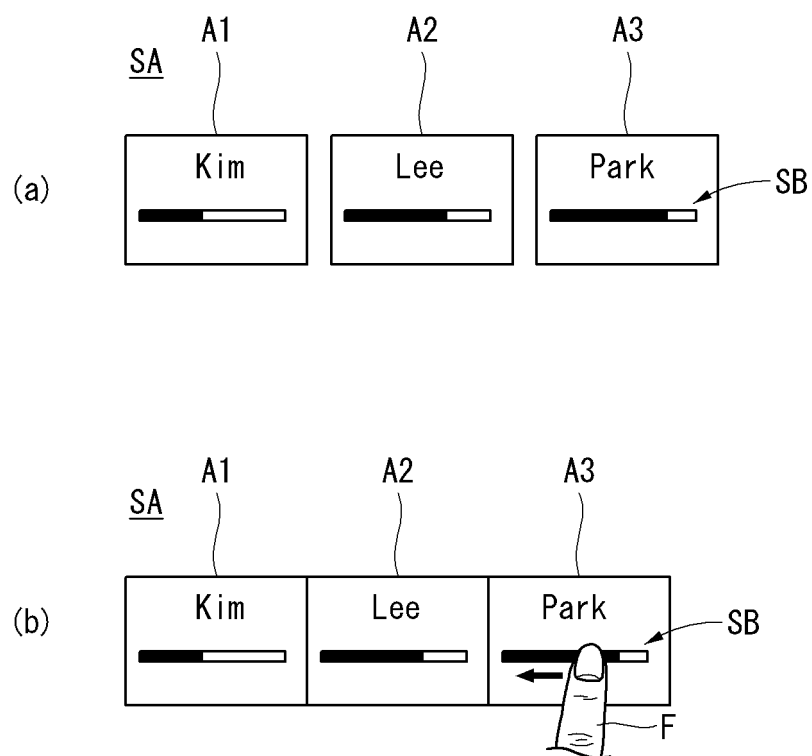 A1 A2 A3
SA
Kim Lee Park
(a)
SB
A1 A2 A3
SA
Kim Lee Park
(b)
SB
F